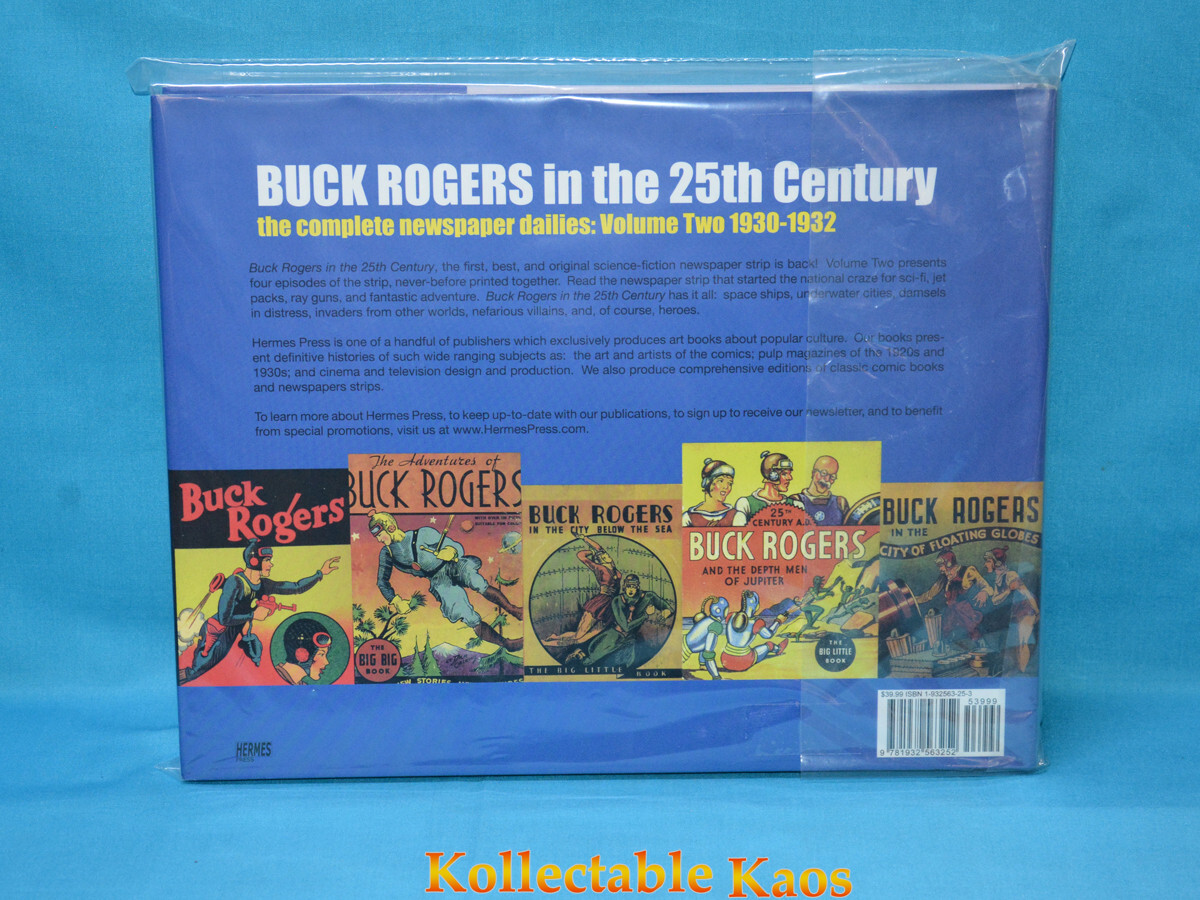 BUCK ROGERS in the 25th Century
the complete newspaper dailies: Volume Two 1930-1932
Buck Rogers in the 25th Century, the first, best, and original science-fiction newspaper strip is back! Volume Two presents
four episodes of the strip, never-before printed together. Read the newspaper strip that started the national craze for sci-fi, jet
packs, ray guns, and fantastic adventure. Buck Rogers in the 25th Century has it all: space ships, underwater cities, damsels
in distress, invaders from other worlds, nefarious villains, and, of course, heroes.
Hermes Press is one of a handful of publishers which exclusively produces art books about popular culture. Our books pres-
ent definitive histories of such wide ranging subjects as: the art and artists of the comics; pulp magazines of the 1920s and
1930s; and cinema and television design and production. We also produce comprehensive editions of classic comic books
and newspapers strips.
To learn more about Hermes Press, to keep up-to-date with our publications, to sign up to receive our newsletter, and to benefit
from special promotions, visit us at www.HermesPress.com.
Buck
Rogers
The Adventures of
BUCK ROGERS
SUITABLE FOR
THE
BIG BIG
BOOK
NEW STORIES
BUCK ROGERS
IN THE CITY BELOW THE SEA
THE BIG LITTLE BOOK
25TH
CENTURY A.D.
BUCK ROGERS
AND THE DEPTH MEN
OF JUPITER
THE
BIG LITTLE
BOOK
BUCK ROGERS
IN THE
CITY OF FLOATING GLOBES
$39.99 ISBN 1-932563-25-3
53999
9 781932 563252
HERMES
PRESS
Kollectable Kaos